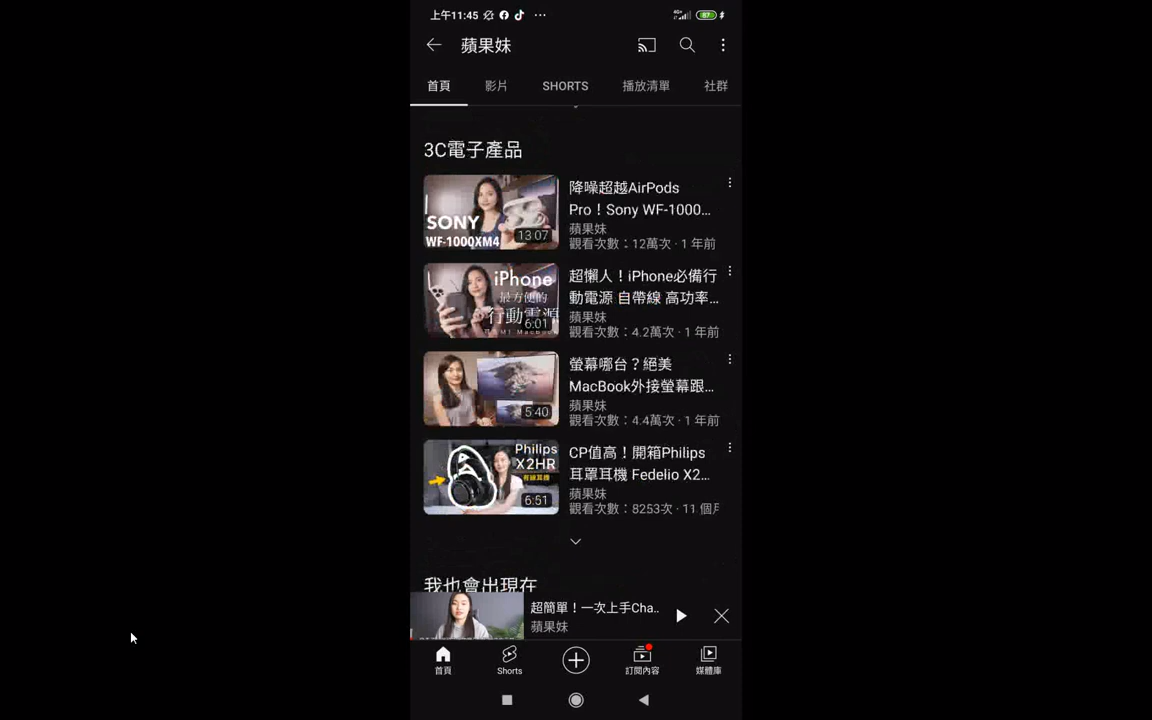 上午11:45
4G+
87
蘋果妹
首頁 影片 SHORTS 播放清單 社群
3C電子產品
SONY
WF-1000XM4
13:07
降噪超越AirPods
Pro！Sony WF-1000...
蘋果妹
觀看次數：12萬次 · 1 年前
iPhone
最方便的
行動電源
6:01
超懶人！iPhone必備行
動電源 自帶線 高功率...
蘋果妹
觀看次數：4.2萬次 · 1 年前
5:40
螢幕哪台？絕美
MacBook外接螢幕跟...
蘋果妹
觀看次數：4.4萬次 · 1 年前
Philips
X2HR
有線耳機
6:51
CP值高！開箱Philips
耳罩耳機 Fedelio X2...
蘋果妹
觀看次數：8253次 · 11 個月
我也會出現在
超簡單！一次上手Cha..
蘋果妹
首頁 Shorts 訂閱內容 媒體庫